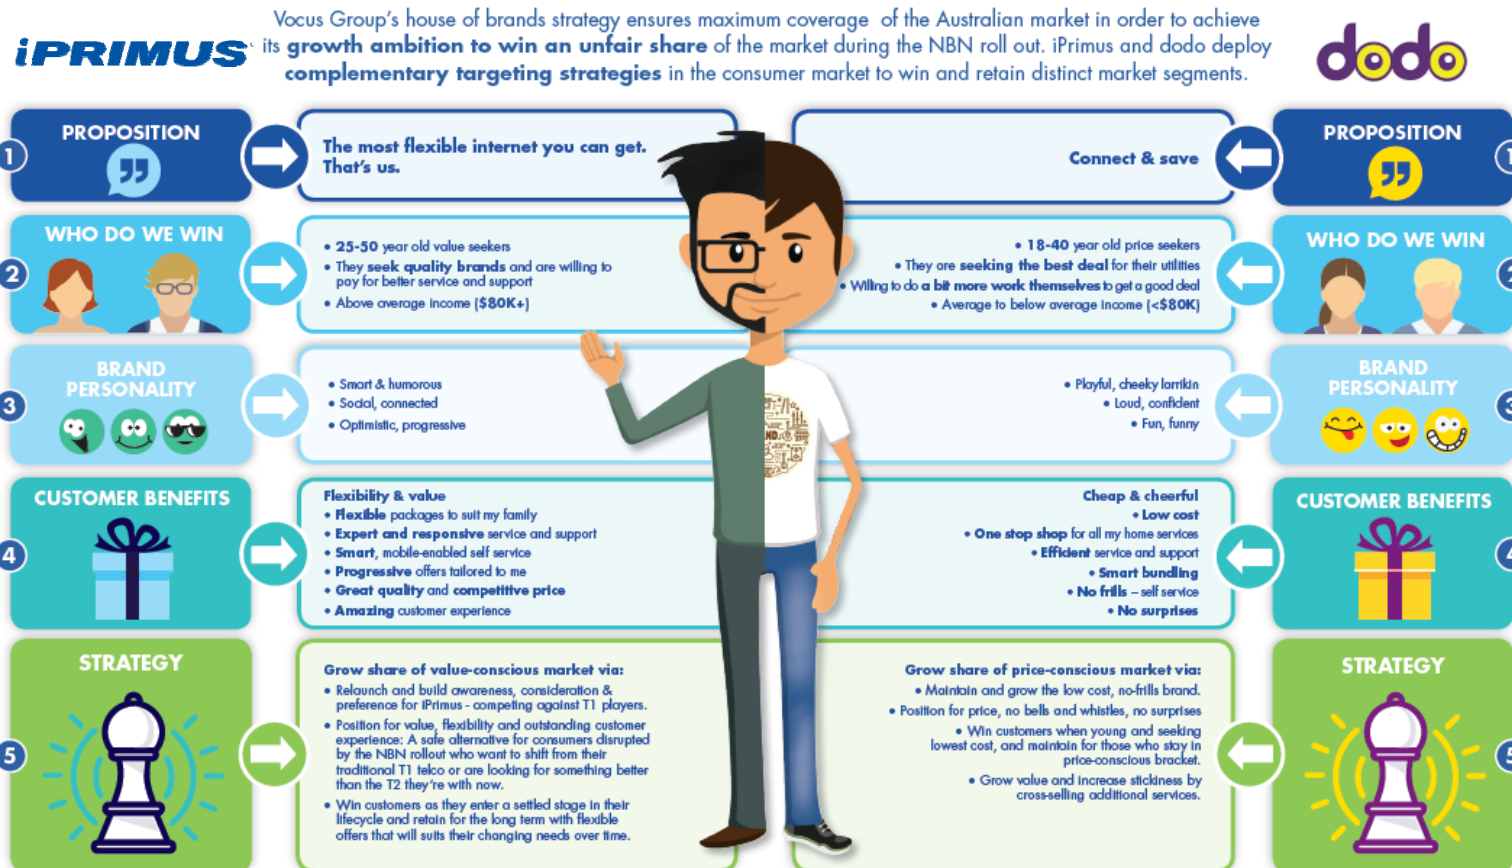 Vocus Group's house of brands strategy ensures maximum coverage of the Australian market in order to achieve
its growth ambition to win an unfair share of the market during the NBN roll out. iPrimus and dodo deploy
complementary targeting strategies in the consumer market to win and retain distinct market segments.
iPRIMUS
dodo
1
PROPOSITION
The most flexible internet you can get.
That's us.
Connect & save
PROPOSITION
1
2
WHO DO WE WIN
• 25-50 year old value seekers
• They seek quality brands and are willing to
pay for better service and support
• Above average income ($80K+)
• 18-40 year old price seekers
• They are seeking the best deal for their utilities
• Willing to do a bit more work themselves to get a good deal
• Average to below average income (<$80K)
WHO DO WE WIN
2
3
BRAND
PERSONALITY
• Smart & humorous
• Social, connected
• Optimistic, progressive
• Playful, cheeky larrikin
• Loud, confident
• Fun, funny
BRAND
PERSONALITY
3
4
CUSTOMER BENEFITS
Flexibility & value
• Flexible packages to suit my family
• Expert and responsive service and support
• Smart, mobile-enabled self service
• Progressive offers tailored to me
• Great quality and competitive price
• Amazing customer experience
Cheap & cheerful
• Low cost
• One stop shop for all my home services
• Efficient service and support
• Smart bundling
• No frills – self service
• No surprises
CUSTOMER BENEFITS
4
5
STRATEGY
Grow share of value-conscious market via:
• Relaunch and build awareness, consideration &
preference for iPrimus - competing against T1 players.
• Position for value, flexibility and outstanding customer
experience: A safe alternative for consumers disrupted
by the NBN rollout who want to shift from their
traditional T1 telco or are looking for something better
than the T2 they're with now.
• Win customers as they enter a settled stage in their
lifecycle and retain for the long term with flexible
offers that will suits their changing needs over time.
Grow share of price-conscious market via:
• Maintain and grow the low cost, no-frills brand.
• Position for price, no bells and whistles, no surprises
• Win customers when young and seeking
lowest cost, and maintain for those who stay in
price-conscious bracket.
• Grow value and increase stickiness by
cross-selling additional services.
STRATEGY
5